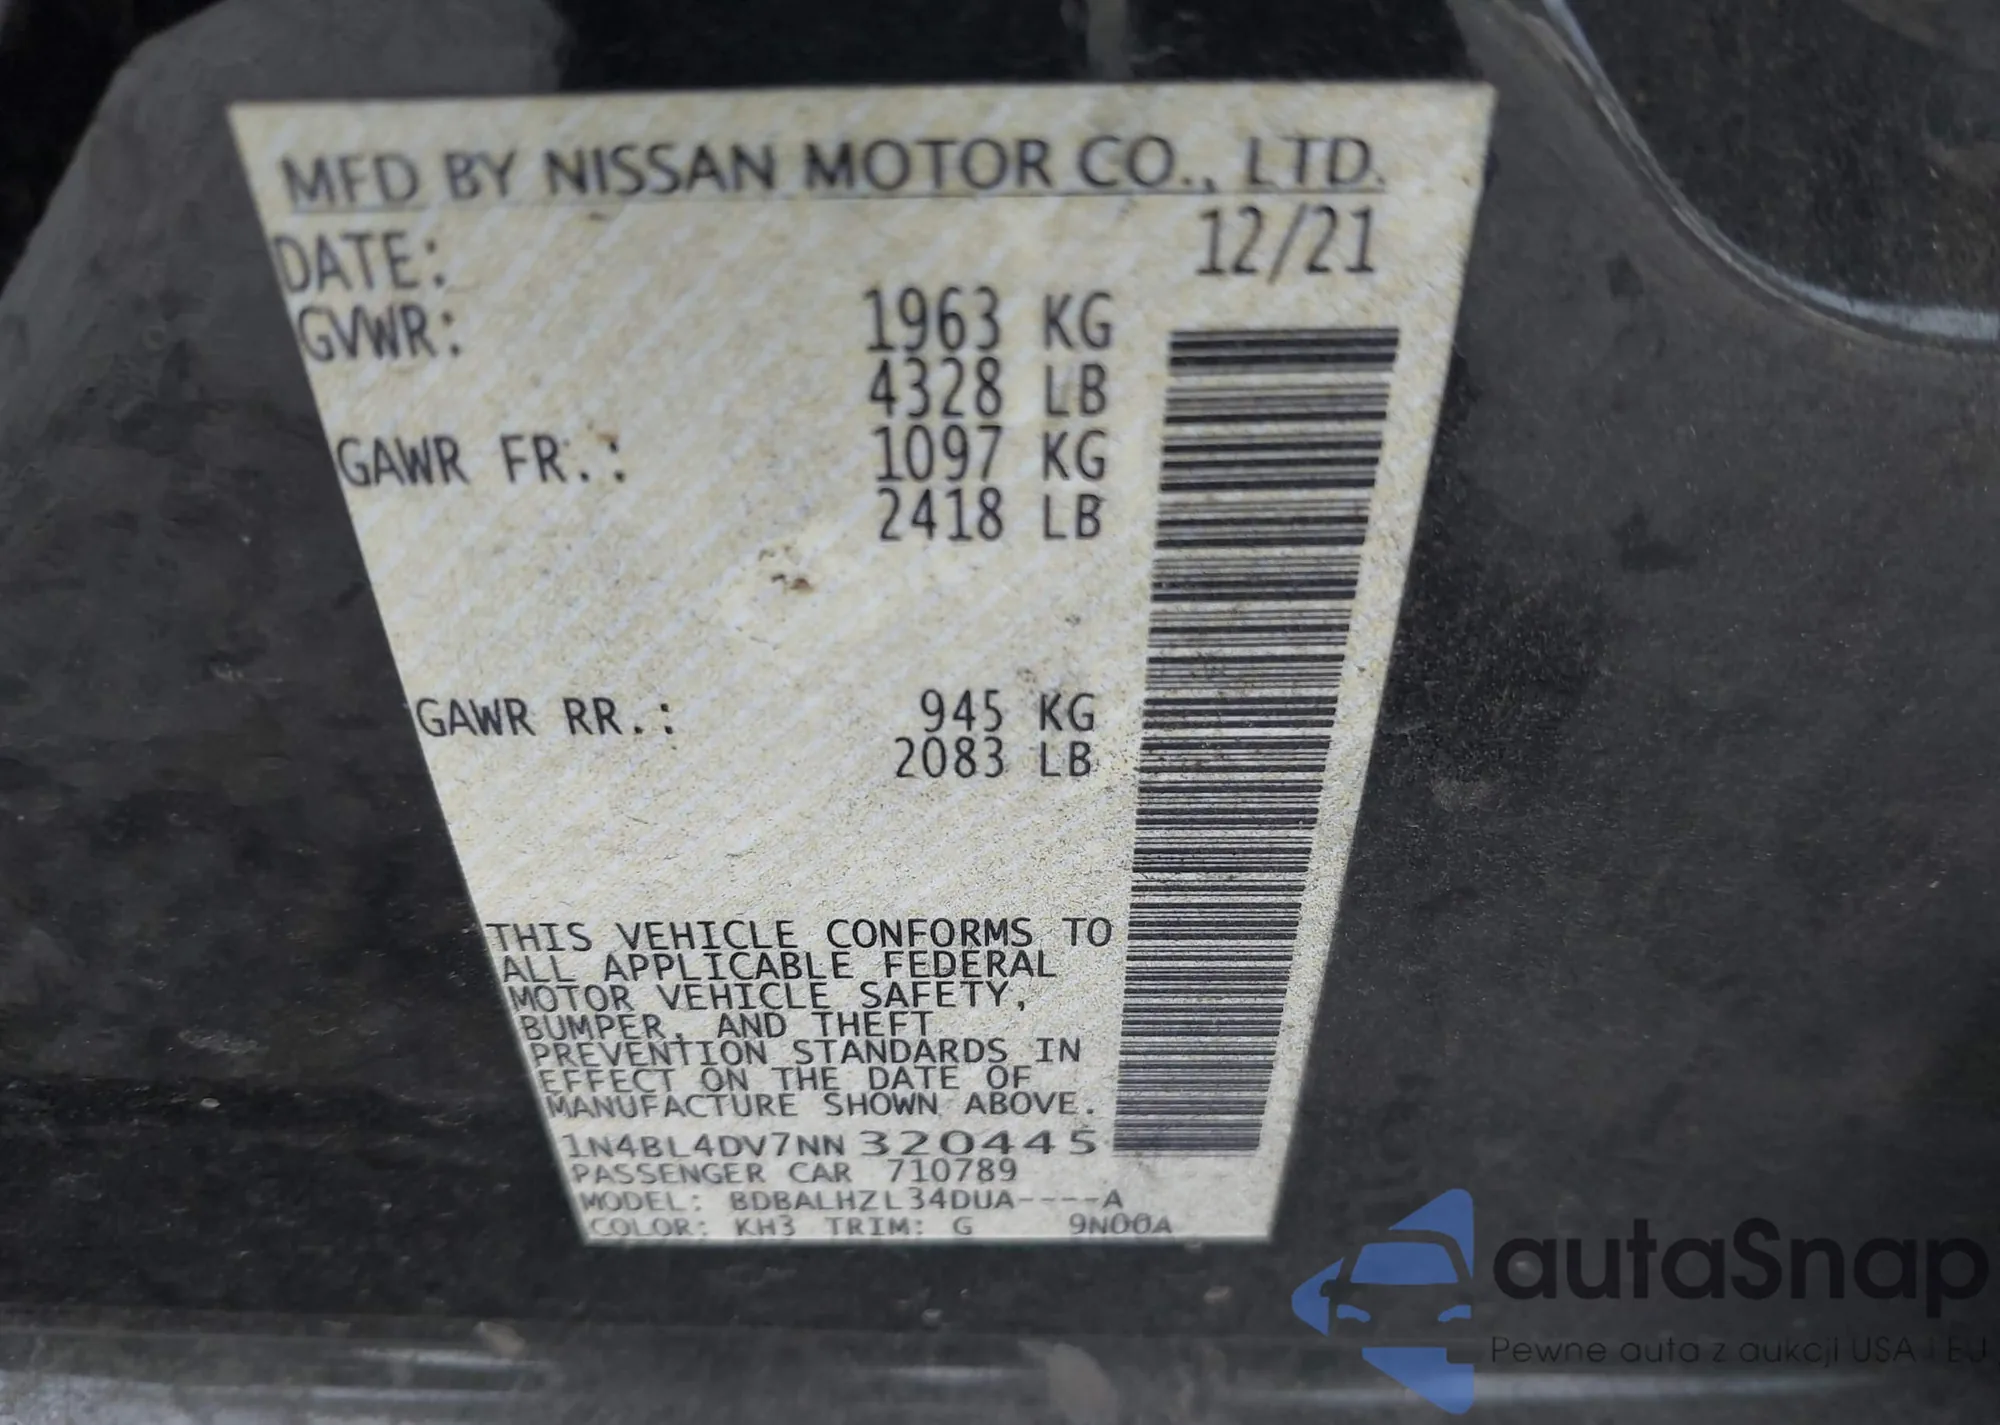 MFD BY NISSAN MOTOR CO., LTD.
DATE: 12/21
GVWR: 1963 KG
4328 LB
GAWR FR.: 1097 KG
2418 LB
GAWR RR.: 945 KG
2083 LB
THIS VEHICLE CONFORMS TO
ALL APPLICABLE FEDERAL
MOTOR VEHICLE SAFETY,
BUMPER, AND THEFT
PREVENTION STANDARDS IN
EFFECT ON THE DATE OF
MANUFACTURE SHOWN ABOVE.
1N4BL4DV7NN320445
PASSENGER CAR 710789
MODEL: BDBALHZL34DUA----A
COLOR: KH3 TRIM: G 9N00A
autaSnap
Pewne auta z aukcji USA i EU